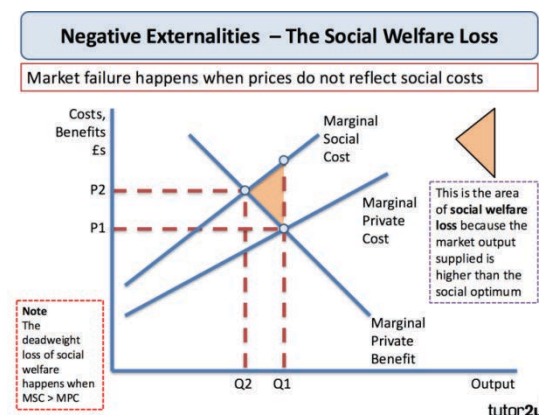 Negative Externalities – The Social Welfare Loss
Market failure happens when prices do not reflect social costs
Costs,
Benefits
£s
Marginal
Social
Cost
P2
P1
Marginal
Private
Cost
This is the area
of social welfare
loss because the
market output
supplied is
higher than the
social optimum
Note
The
deadweight
loss of social
welfare
happens when
MSC > MPC
Marginal
Private
Benefit
Q2
Q1
Output
tutor2u